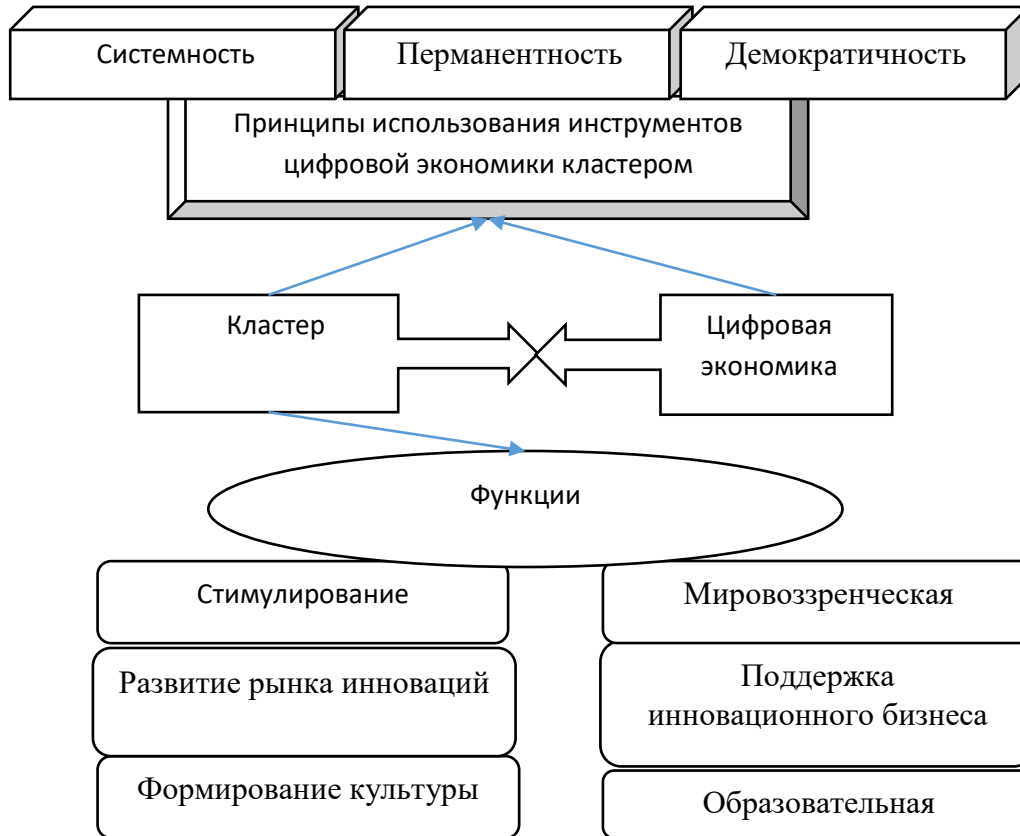 Системность
Перманентность
Демократичность
Принципы использования инструментов
цифровой экономики кластером
Кластер
Цифровая
экономика
Функции
Стимулирование
Мировоззренческая
Развитие рынка инноваций
Поддержка
инновационного бизнеса
Формирование культуры
Образовательная